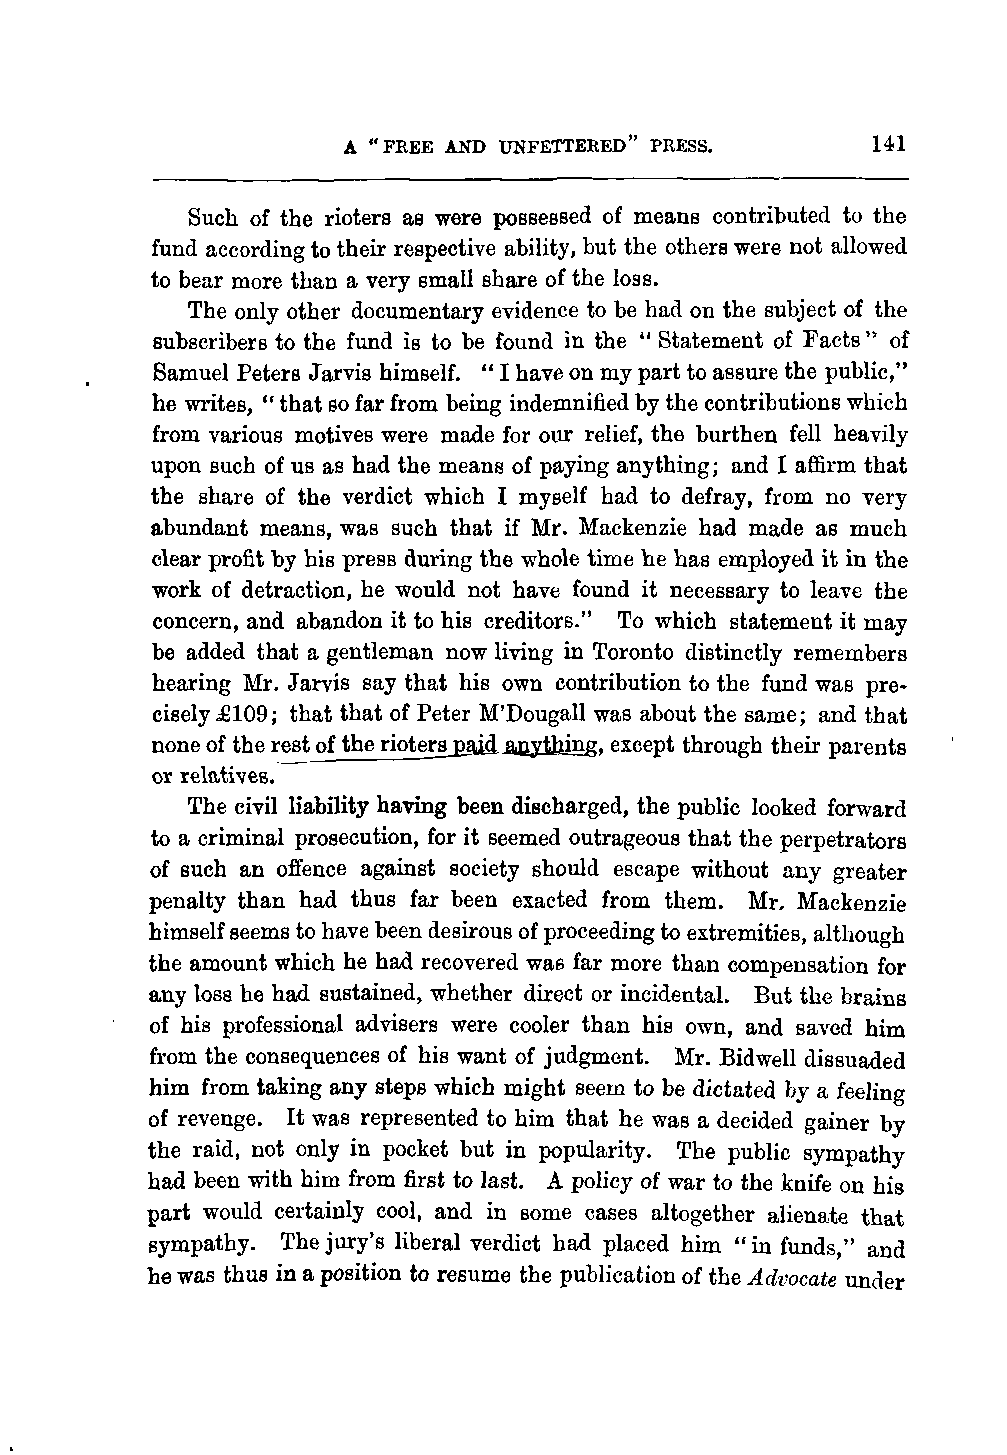 A "FREE AND UNFETTERED" PRESS. 141
Such of the rioters as were possessed of means contributed to the
fund according to their respective ability, but the others were not allowed
to bear more than a very small share of the loss.
The only other documentary evidence to be had on the subject of the
subscribers to the fund is to be found in the "Statement of Facts" of
Samuel Peters Jarvis himself. "I have on my part to assure the public,"
he writes, "that so far from being indemnified by the contributions which
from various motives were made for our relief, the burthen fell heavily
upon such of us as had the means of paying anything; and I affirm that
the share of the verdict which I myself had to defray, from no very
abundant means, was such that if Mr. Mackenzie had made as much
clear profit by his press during the whole time he has employed it in the
work of detraction, he would not have found it necessary to leave the
concern, and abandon it to his creditors." To which statement it may
be added that a gentleman now living in Toronto distinctly remembers
hearing Mr. Jarvis say that his own contribution to the fund was pre-
cisely £109; that that of Peter M'Dougall was about the same; and that
none of the rest of the rioters paid anything, except through their parents
or relatives.
The civil liability having been discharged, the public looked forward
to a criminal prosecution, for it seemed outrageous that the perpetrators
of such an offence against society should escape without any greater
penalty than had thus far been exacted from them. Mr. Mackenzie
himself seems to have been desirous of proceeding to extremities, although
the amount which he had recovered was far more than compensation for
any loss he had sustained, whether direct or incidental. But the brains
of his professional advisers were cooler than his own, and saved him
from the consequences of his want of judgment. Mr. Bidwell dissuaded
him from taking any steps which might seem to be dictated by a feeling
of revenge. It was represented to him that he was a decided gainer by
the raid, not only in pocket but in popularity. The public sympathy
had been with him from first to last. A policy of war to the knife on his
part would certainly cool, and in some cases altogether alienate that
sympathy. The jury's liberal verdict had placed him "in funds," and
he was thus in a position to resume the publication of the Advocate under